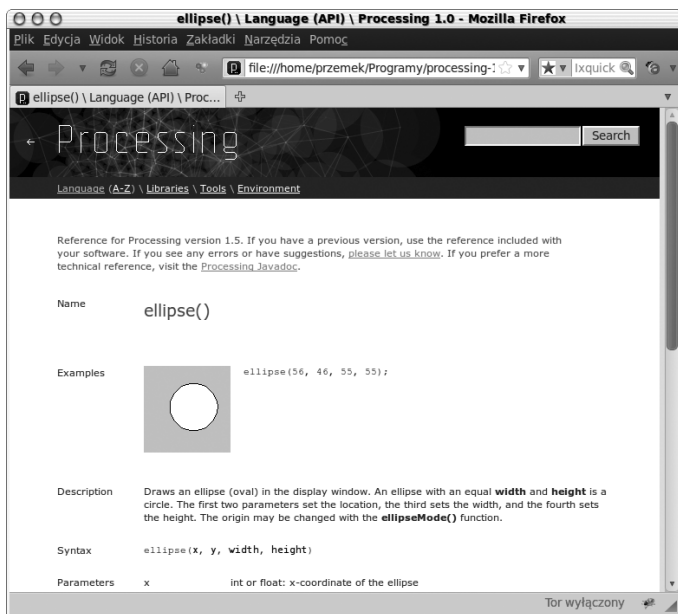 ellipse() \ Language (API) \ Processing 1.0 - Mozilla Firefox
Plik Edycja Widok Historia Zakładki Narzędzia Pomoc
file:///home/przemek/Programy/processing-1 Ixquick
ellipse() \ Language (API) \ Proc...
Processing
Search
Language (A-Z) \ Libraries \ Tools \ Environment
Reference for Processing version 1.5. If you have a previous version, use the reference included with
your software. If you see any errors or have suggestions, please let us know. If you prefer a more
technical reference, visit the Processing Javadoc.
Name ellipse()
Examples ellipse(56, 46, 55, 55);
Description Draws an ellipse (oval) in the display window. An ellipse with an equal width and height is a
circle. The first two parameters set the location, the third sets the width, and the fourth sets
the height. The origin may be changed with the ellipseMode() function.
Syntax ellipse(x, y, width, height)
Parameters x int or float: x-coordinate of the ellipse
Tor wyłączony